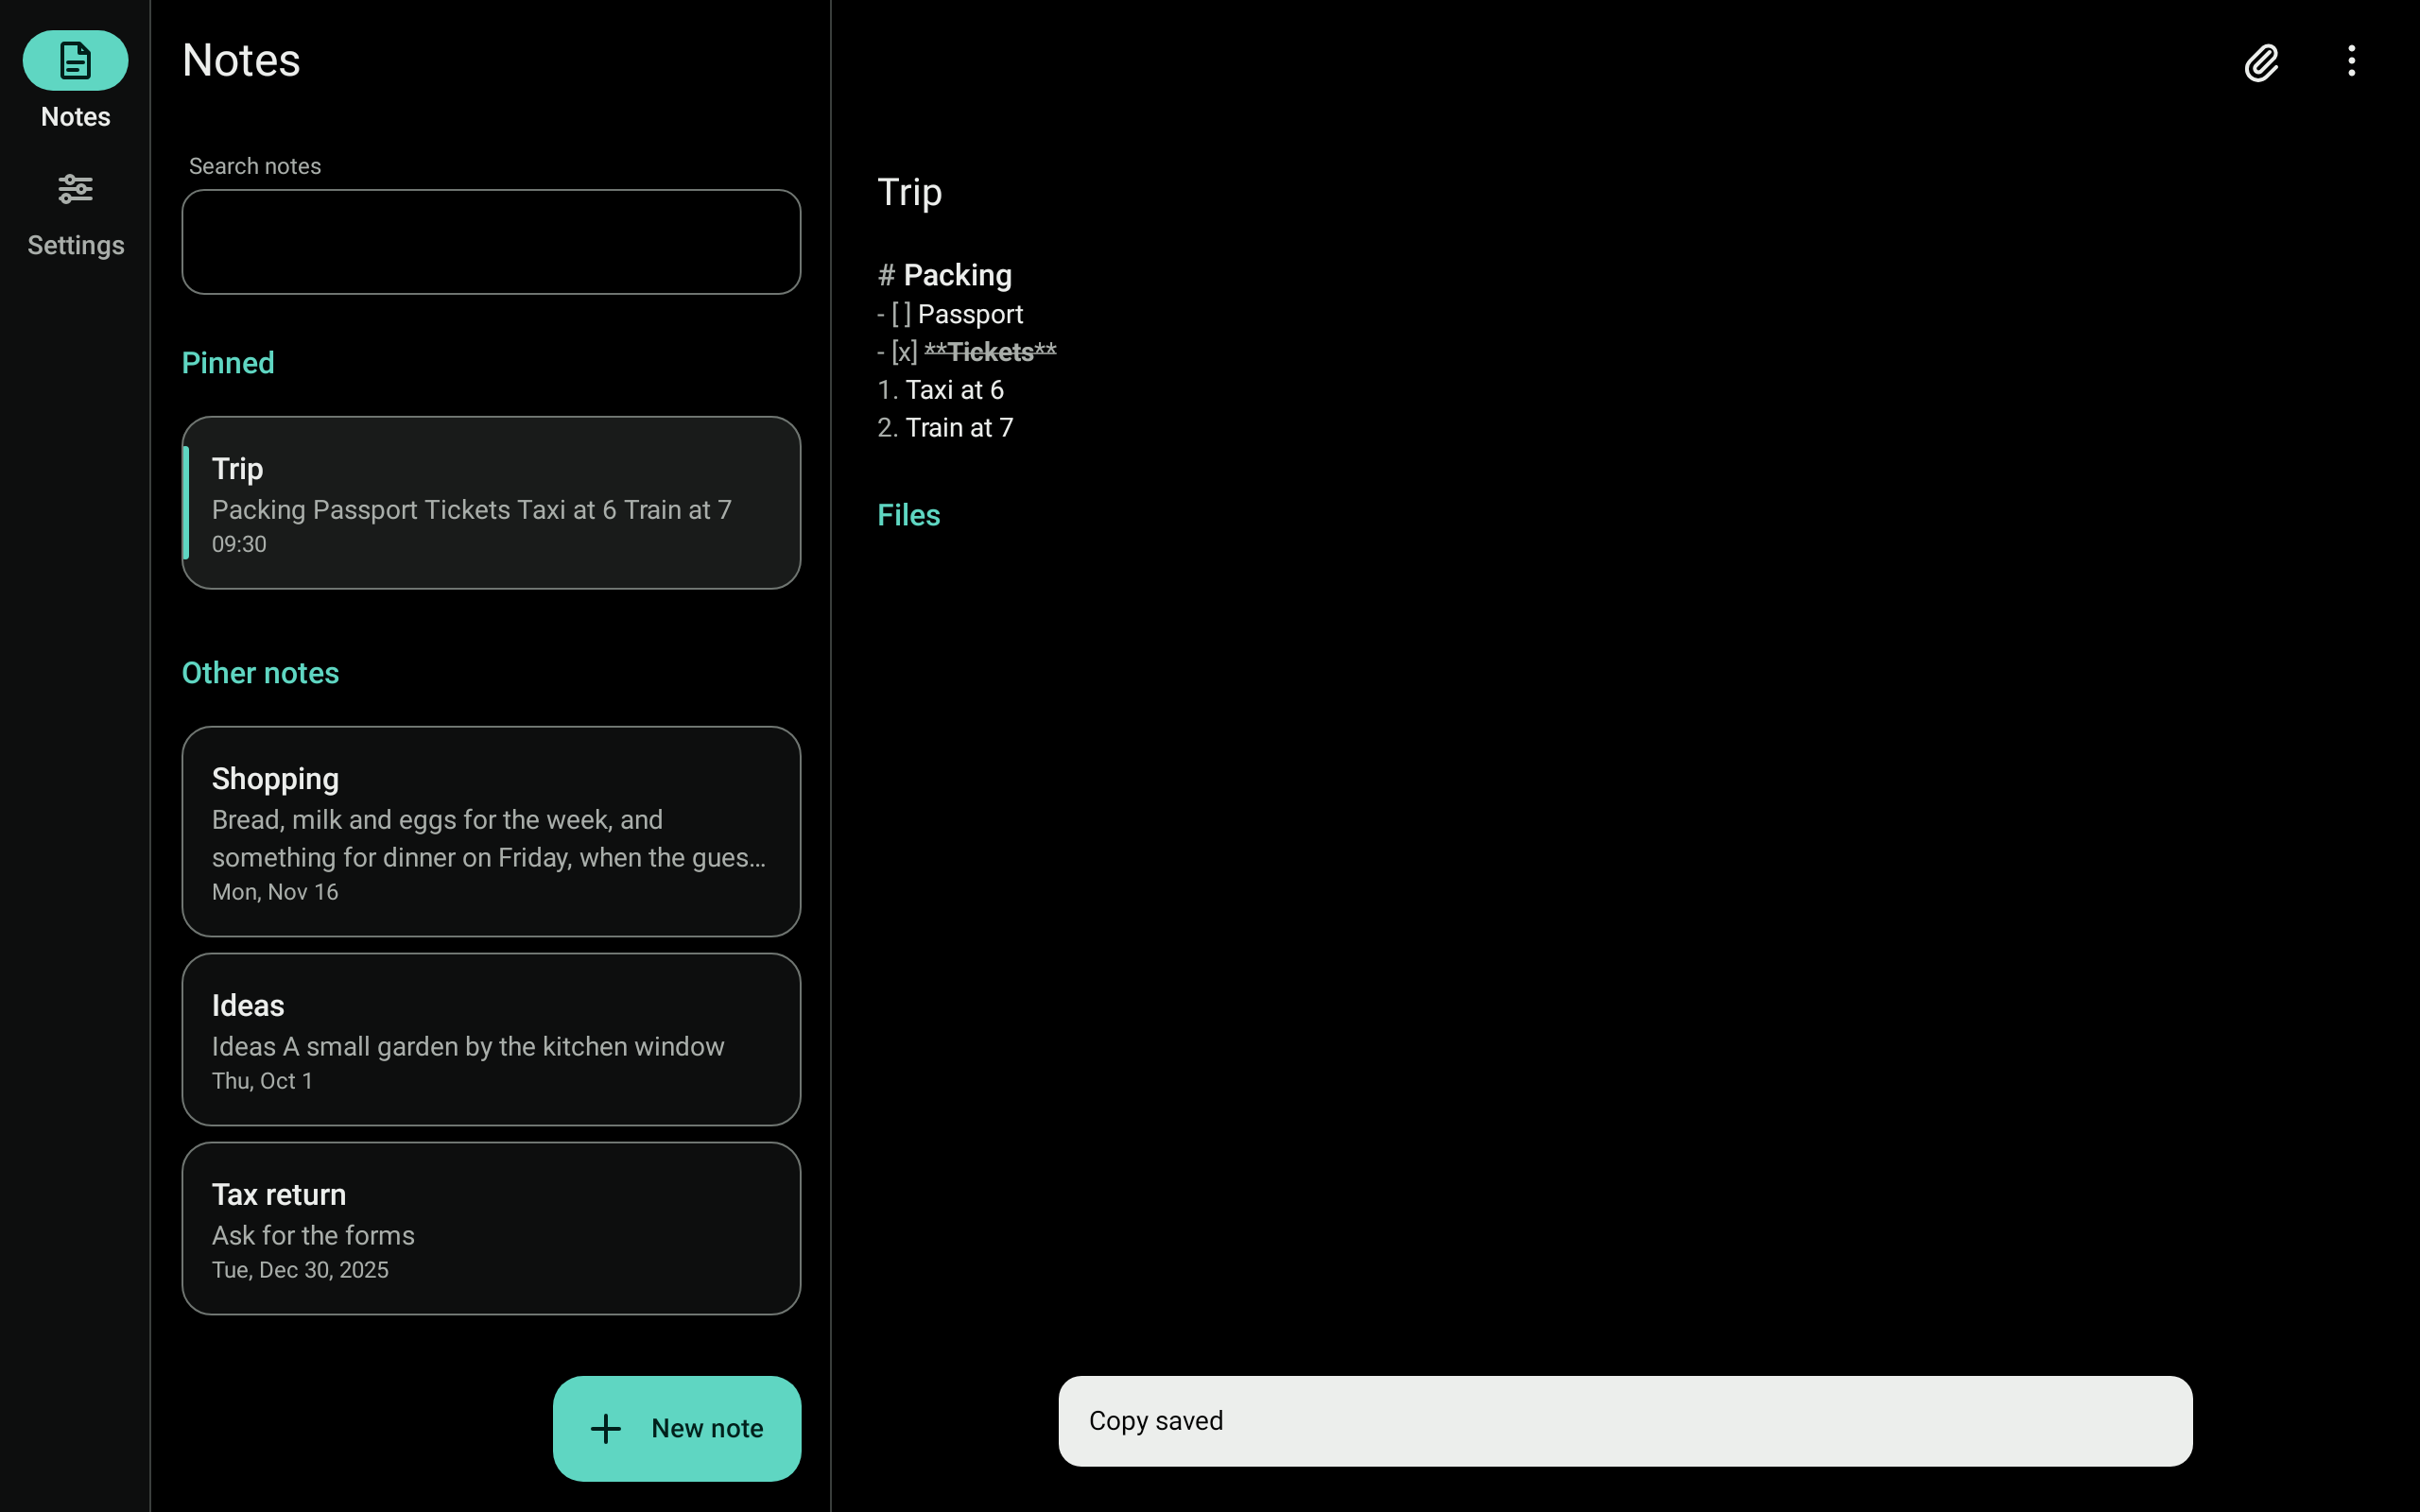 Notes
Settings
Notes
Search notes
Pinned
Trip
Packing Passport Tickets Taxi at 6 Train at 7
09:30
Other notes
Shopping
Bread, milk and eggs for the week, and
something for dinner on Friday, when the gues…
Mon, Nov 16
Ideas
Ideas A small garden by the kitchen window
Thu, Oct 1
Tax return
Ask for the forms
Tue, Dec 30, 2025
New note
Trip
# Packing
- [ ] Passport
- [x] **Tickets**
1. Taxi at 6
2. Train at 7
Files
Copy saved